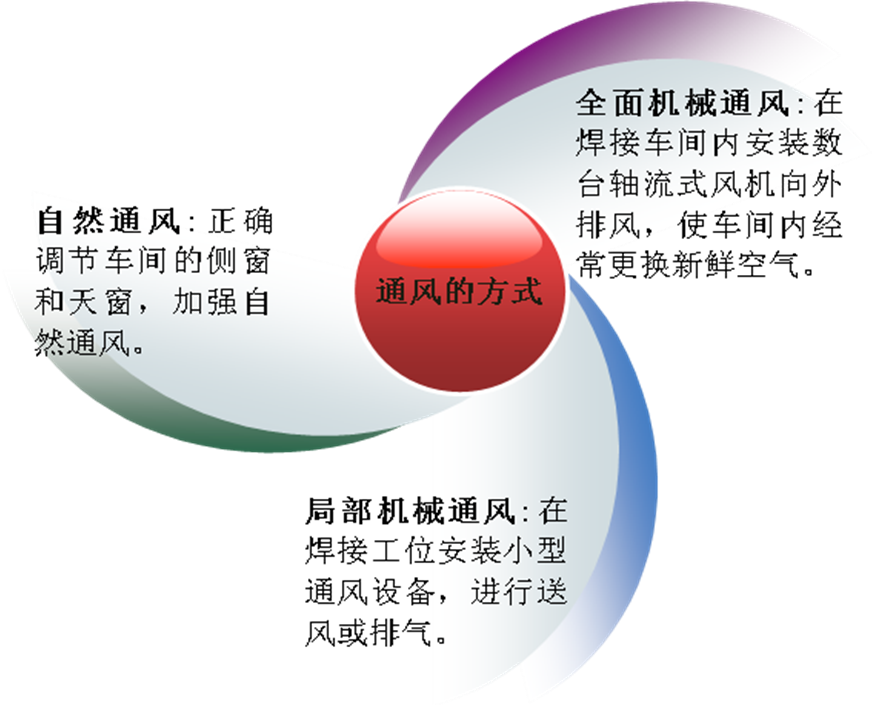 全面机械通风:在
焊接车间内安装数
台轴流式风机向外
排风，使车间内经
常更换新鲜空气。
自然通风:正确
调节车间的侧窗
和天窗，加强自
然通风。
通风的方式
局部机械通风:在
焊接工位安装小型
通风设备，进行送
风或排气。